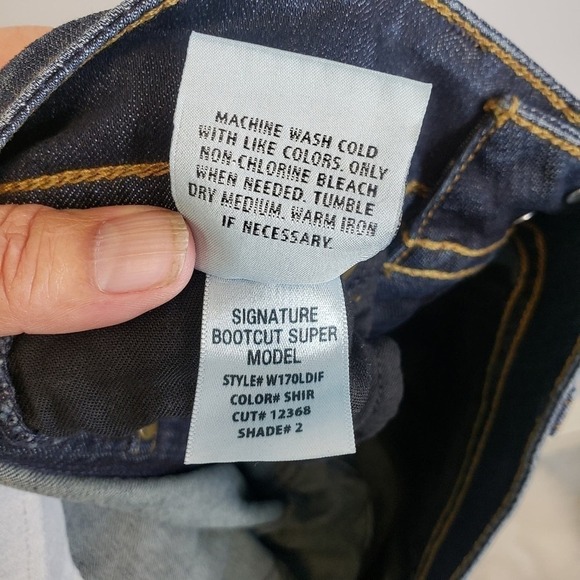 MACHINE WASH COLD
WITH LIKE COLORS. ONLY
NON-CHLORINE BLEACH
WHEN NEEDED. TUMBLE
DRY MEDIUM. WARM IRON
IF NECESSARY.
SIGNATURE
BOOTCUT SUPER
MODEL
STYLE# W170LDIF
COLOR# SHIR
CUT# 12368
SHADE# 2